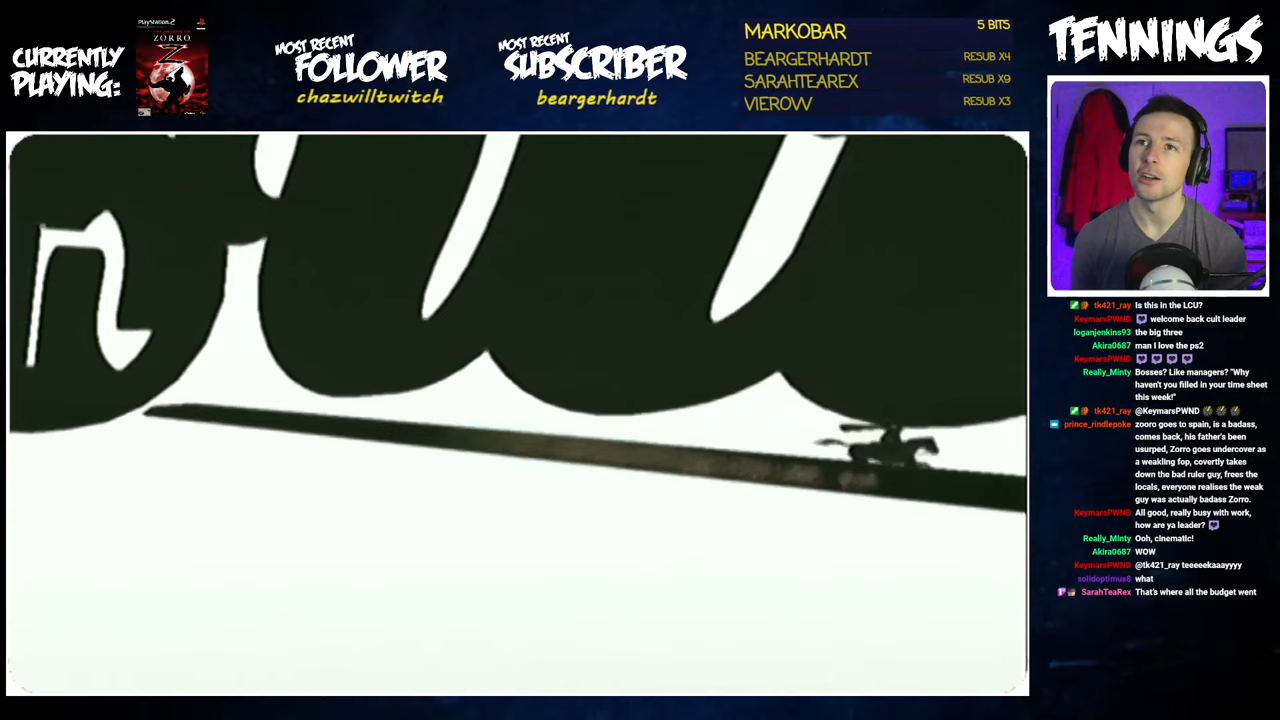 CURRENTLY
PLAYING:
PlayStation 2
ZORRO
MOST RECENT
FOLLOWER
chazwilltwitch
MOST RECENT
SUBSCRIBER
beargerhardt
MARKOBAR 5 BITS
BEARGERHARDT RESUB X4
SARAHTEAREX RESUB X9
VIEROW RESUB X3
TENNINGS
tk421_ray Is this in the LCU?
KeymarsPWND welcome back cult leader
loganjenkins93 the big three
Akira0687 man I love the ps2
KeymarsPWND
Really_Minty Bosses? Like managers? "Why
haven't you filled in your time sheet
this week!"
tk421_ray @KeymarsPWND
prince_rindlepoke zooro goes to spain, is a badass,
comes back, his father's been
usurped, Zorro goes undercover as
a weakling fop, covertly takes
down the bad ruler guy, frees the
locals, everyone realises the weak
guy was actually badass Zorro.
KeymarsPWND All good, really busy with work,
how are ya leader?
Really_Minty Ooh, cinematic!
Akira0687 WOW
KeymarsPWND @tk421_ray teeeeekaaayyyy
solidoptimus8 what
SarahTeaRex That's where all the budget went